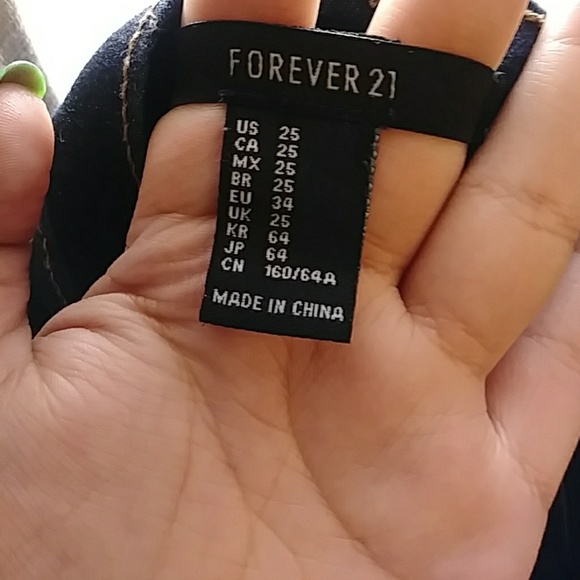 FOREVER 21
US 25
CA 25
MX 25
BR 25
EU 34
UK 25
KR 64
JP 64
CN 160/64A
MADE IN CHINA